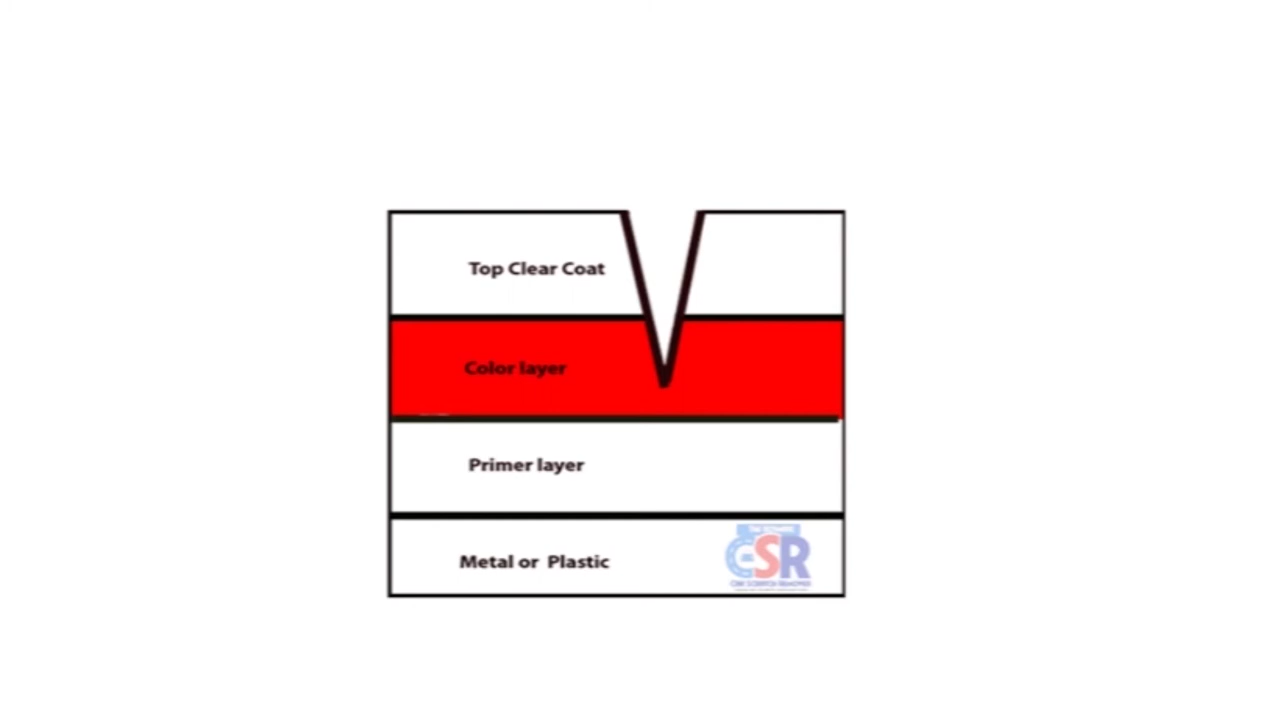 Top Clear Coat
Color layer
Primer layer
Metal or Plastic
CSR